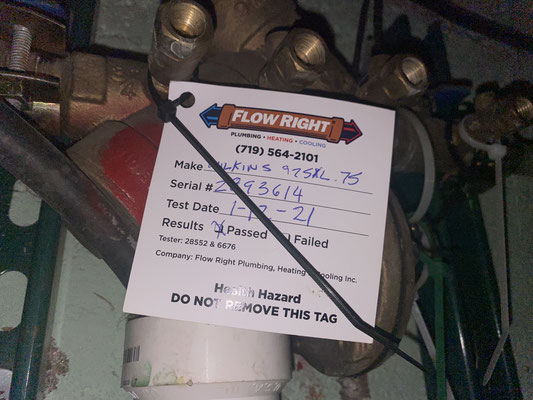 FLOW RIGHT
PLUMBING • HEATING • COOLING
(719) 564-2101
Make WILKINS 975XL .75
Serial # 2293614
Test Date 1-12-21
Results X Passed Failed
Tester: 28552 & 6676
Company: Flow Right Plumbing, Heating Cooling Inc.
Health Hazard
DO NOT REMOVE THIS TAG